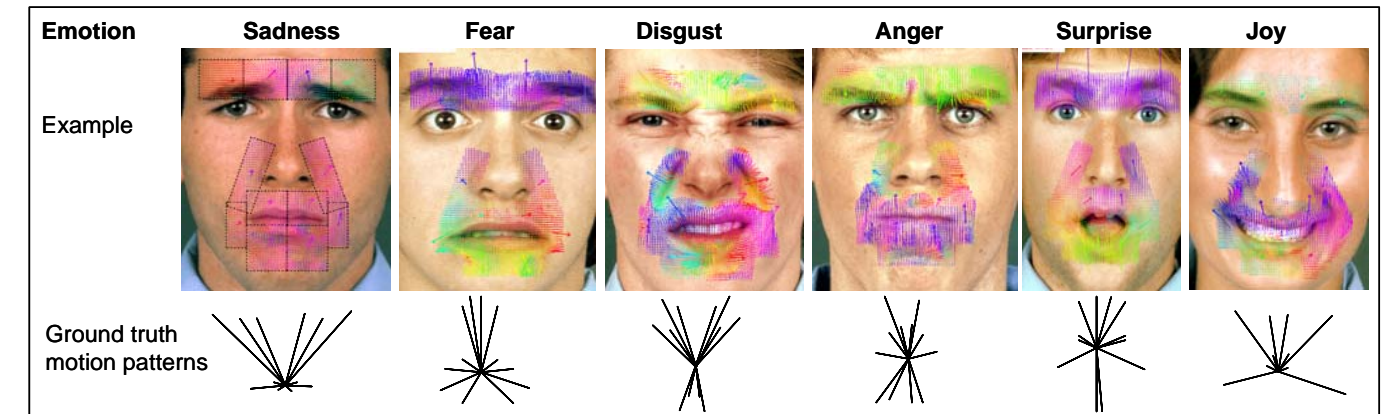 Emotion Sadness Fear Disgust Anger Surprise Joy
Example
Ground truth
motion patterns